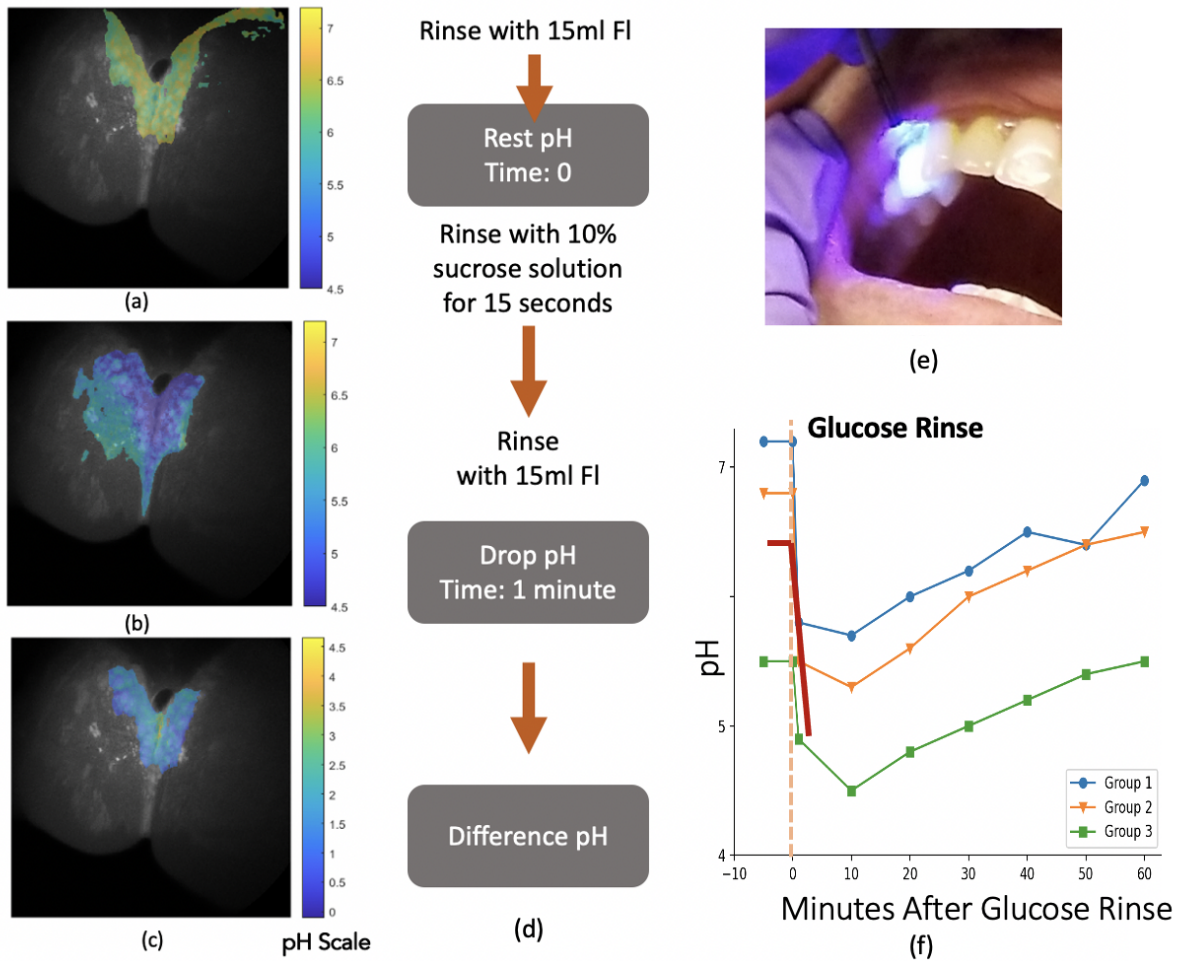 7
6.5
6
5.5
5
4.5
(a)
7
6.5
6
5.5
5
4.5
(b)
4.5
4
3.5
3
2.5
2
1.5
1
0.5
0
(c)
pH Scale
Rinse with 15ml Fl
Rest pH
Time: 0
Rinse with 10%
sucrose solution
for 15 seconds
Rinse
with 15ml Fl
Drop pH
Time: 1 minute
Difference pH
(d)
(e)
Glucose Rinse
7
5
4
pH
−10 0 10 20 30 40 50 60
Group 1
Group 2
Group 3
Minutes After Glucose Rinse
(f)